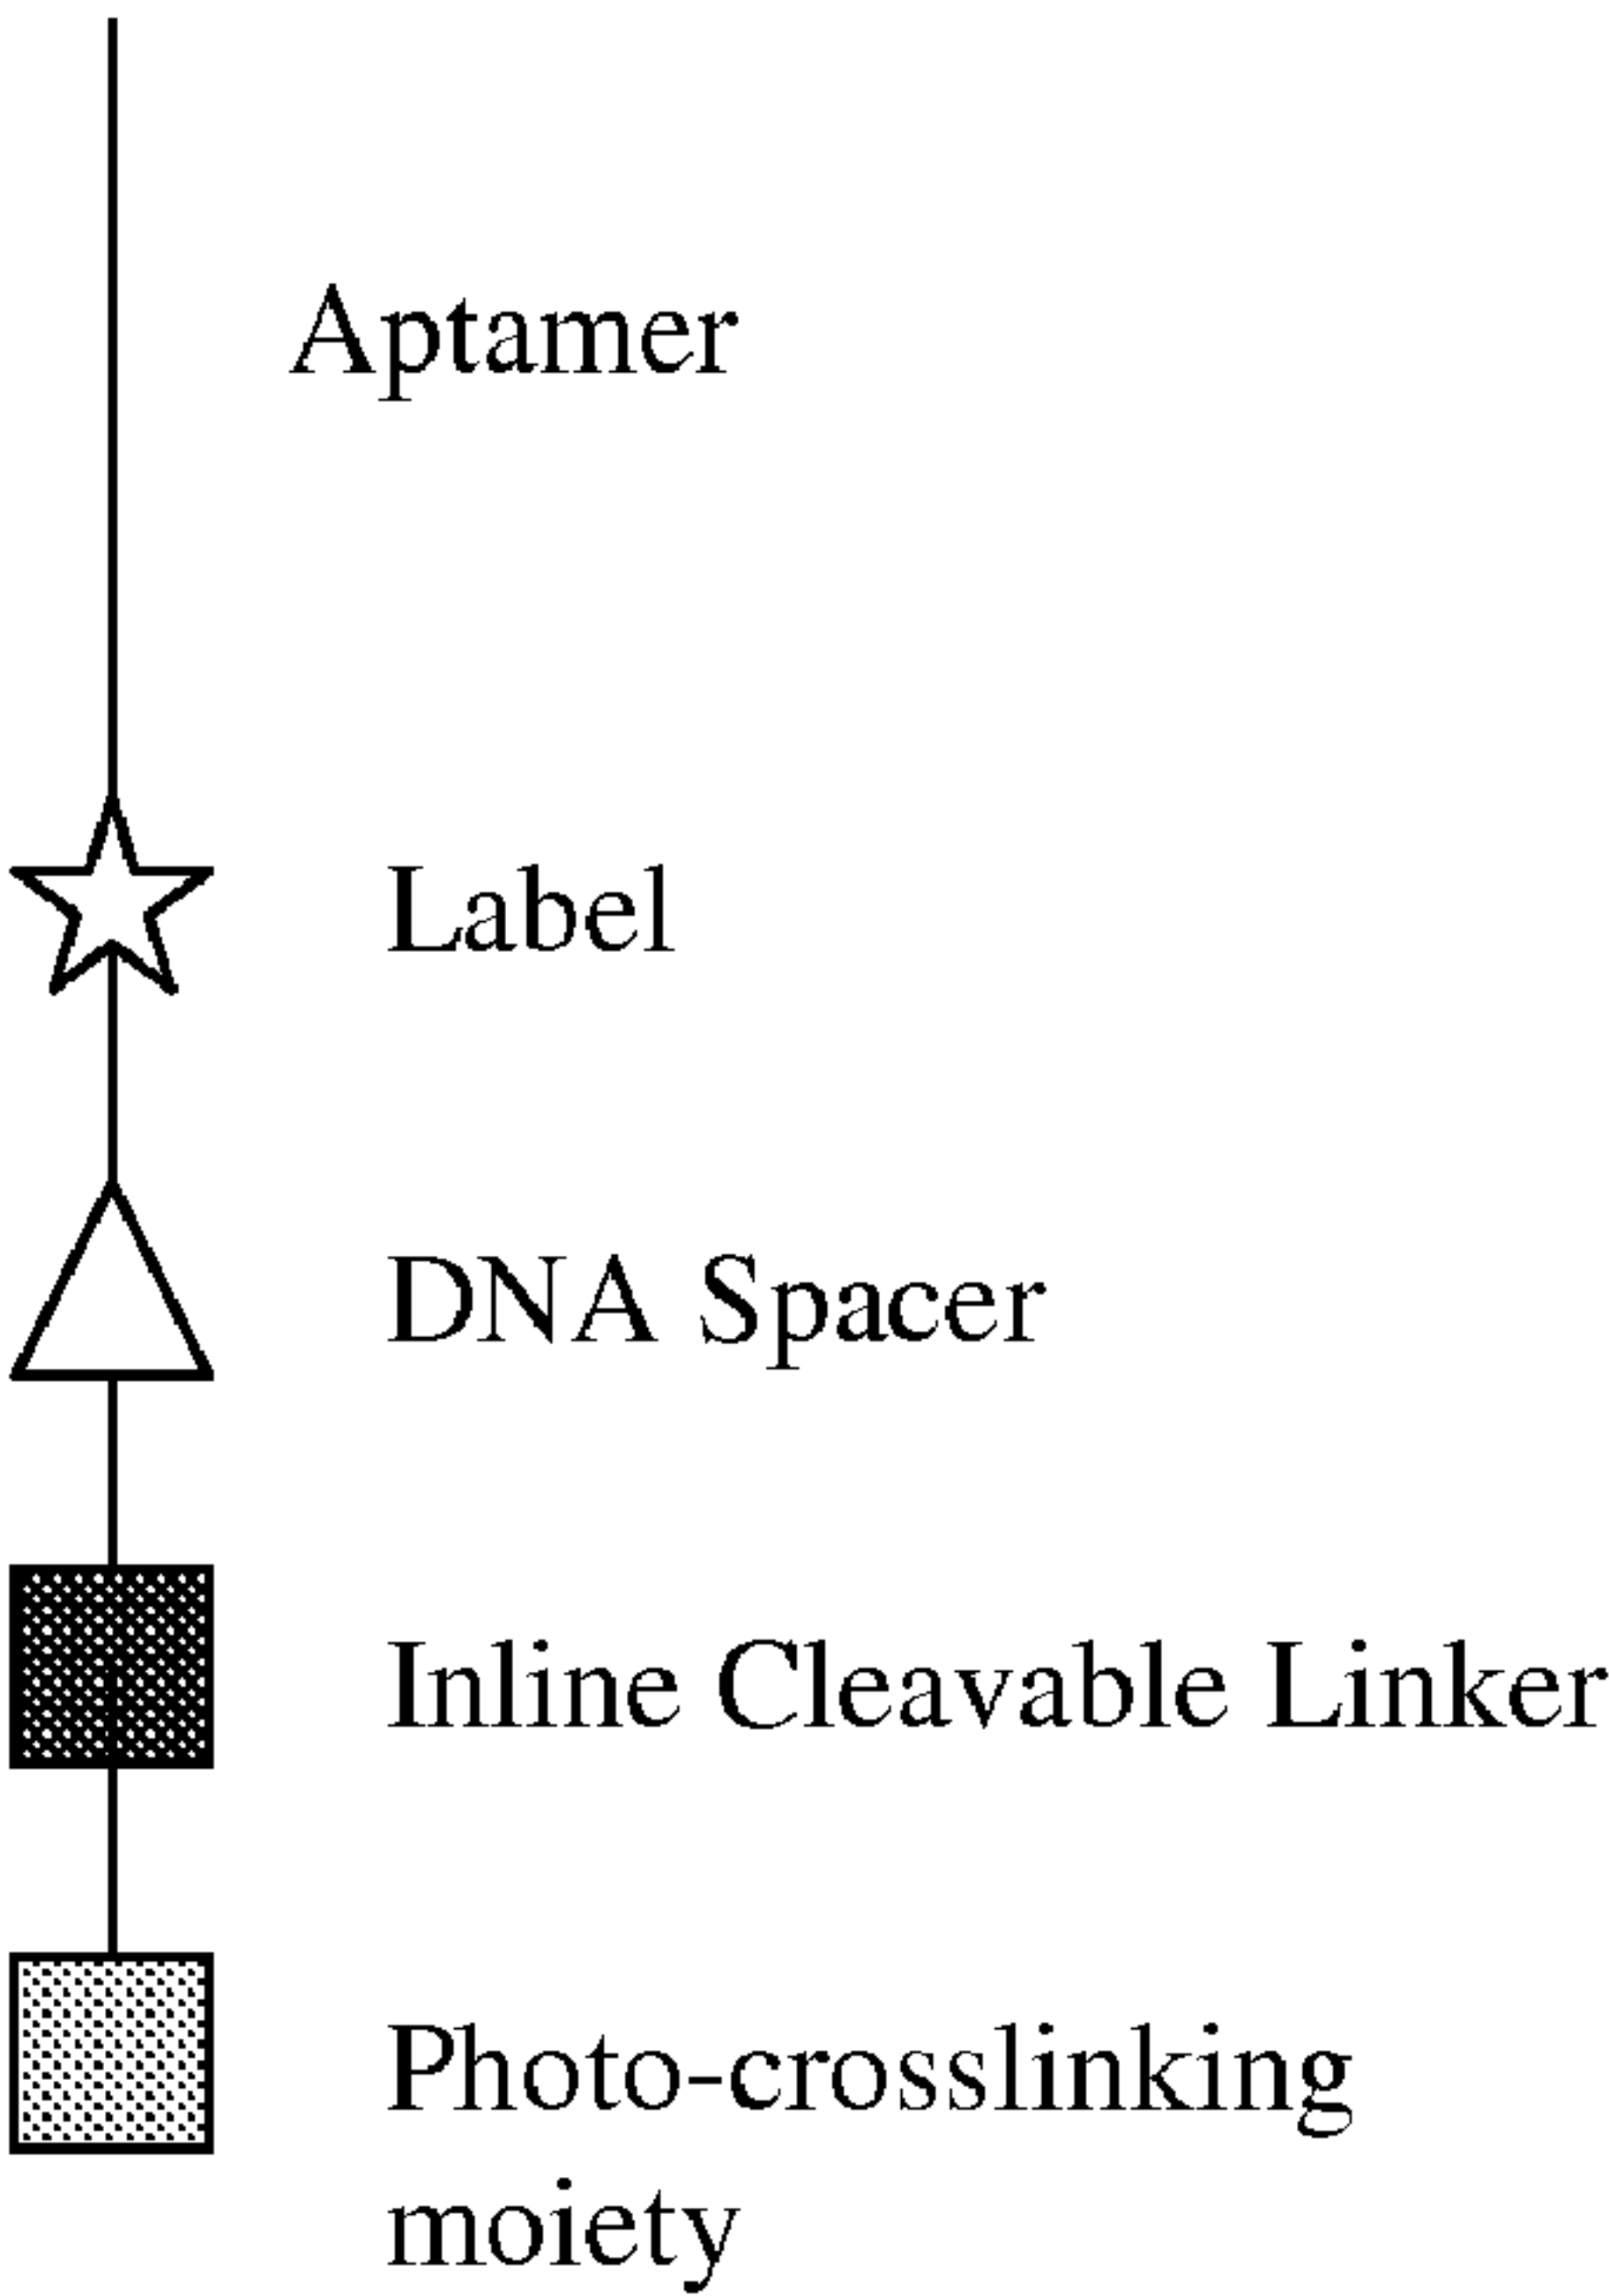 Aptamer
Label
DNA Spacer
Inline Cleavable Linker
Photo-crosslinking
moiety